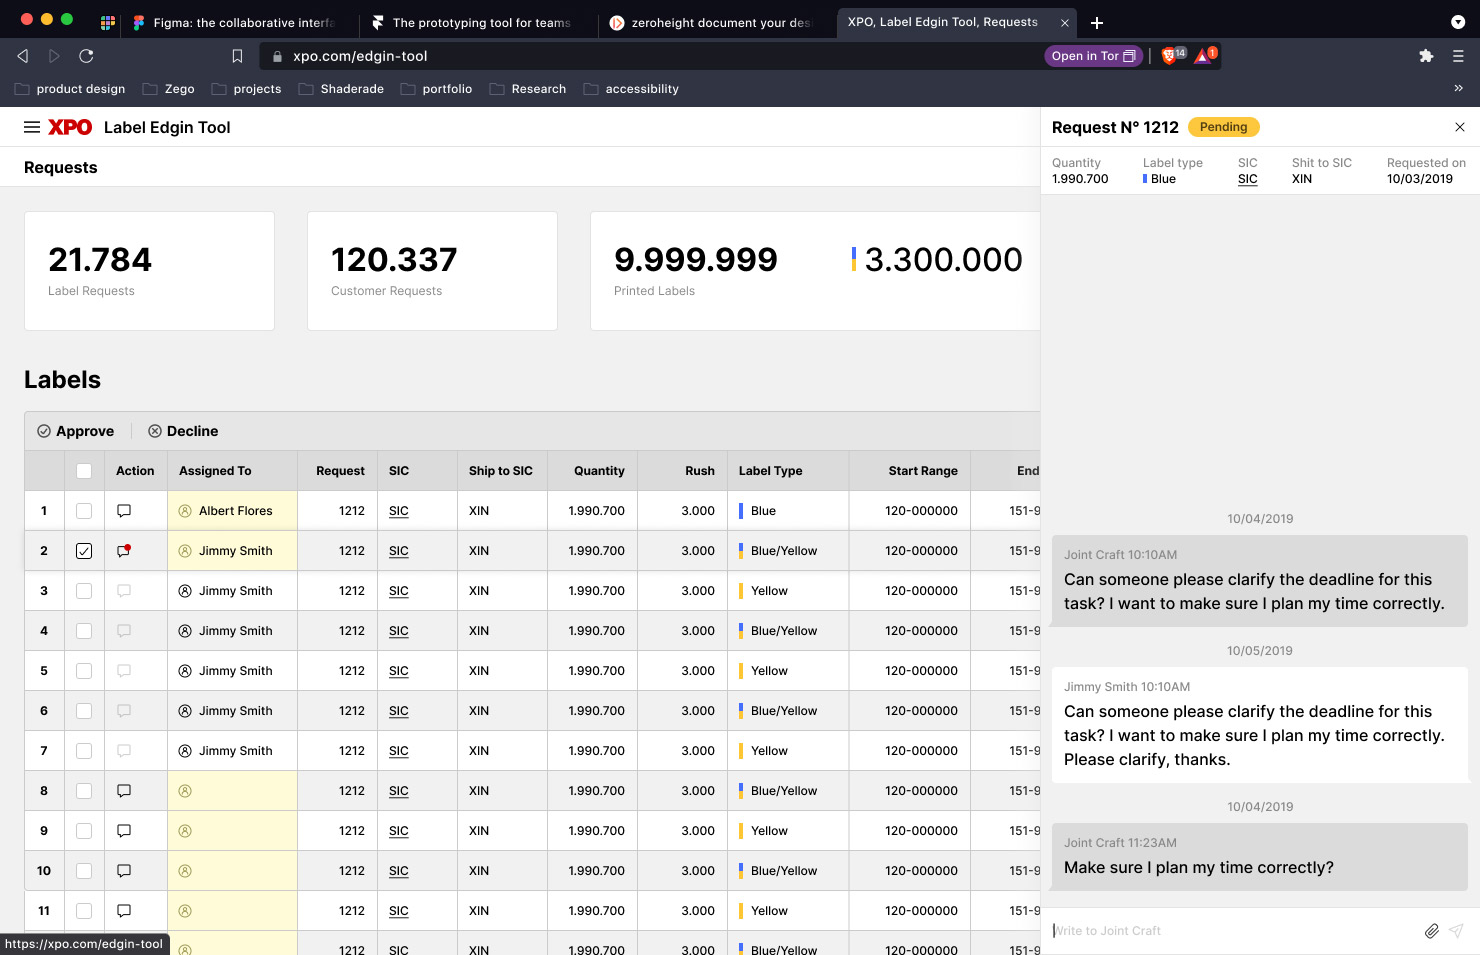 Figma: the collaborative interfa
The prototyping tool for teams
zeroheight document your desi
XPO, Label Edgin Tool, Requests
xpo.com/edgin-tool
Open in Tor
14
1
product design
Zego
projects
Shaderade
portfolio
Research
accessibility
XPO Label Edgin Tool
Requests
21.784
Label Requests
120.337
Customer Requests
9.999.999
Printed Labels
3.300.000
Labels
Approve
Decline
Action Assigned To Request SIC Ship to SIC Quantity Rush Label Type Start Range End
1 Albert Flores 1212 SIC XIN 1.990.700 3.000 Blue 120-000000 151-9
2 Jimmy Smith 1212 SIC XIN 1.990.700 3.000 Blue/Yellow 120-000000 151-9
3 Jimmy Smith 1212 SIC XIN 1.990.700 3.000 Yellow 120-000000 151-9
4 Jimmy Smith 1212 SIC XIN 1.990.700 3.000 Blue/Yellow 120-000000 151-9
5 Jimmy Smith 1212 SIC XIN 1.990.700 3.000 Yellow 120-000000 151-9
6 Jimmy Smith 1212 SIC XIN 1.990.700 3.000 Blue/Yellow 120-000000 151-9
7 Jimmy Smith 1212 SIC XIN 1.990.700 3.000 Yellow 120-000000 151-9
8 1212 SIC XIN 1.990.700 3.000 Blue/Yellow 120-000000 151-9
9 1212 SIC XIN 1.990.700 3.000 Yellow 120-000000 151-9
10 1212 SIC XIN 1.990.700 3.000 Blue/Yellow 120-000000 151-9
11 1212 SIC XIN 1.990.700 3.000 Yellow 120-000000 151-9
1212 SIC XIN 1.990.700 3.000 Blue/Yellow 120-000000 151-9
https://xpo.com/edgin-tool
Request N° 1212 Pending
Quantity Label type SIC Shit to SIC Requested on
1.990.700 Blue SIC XIN 10/03/2019
10/04/2019
Joint Craft 10:10AM
Can someone please clarify the deadline for this
task? I want to make sure I plan my time correctly.
10/05/2019
Jimmy Smith 10:10AM
Can someone please clarify the deadline for this
task? I want to make sure I plan my time correctly.
Please clarify, thanks.
10/04/2019
Joint Craft 11:23AM
Make sure I plan my time correctly?
Write to Joint Craft